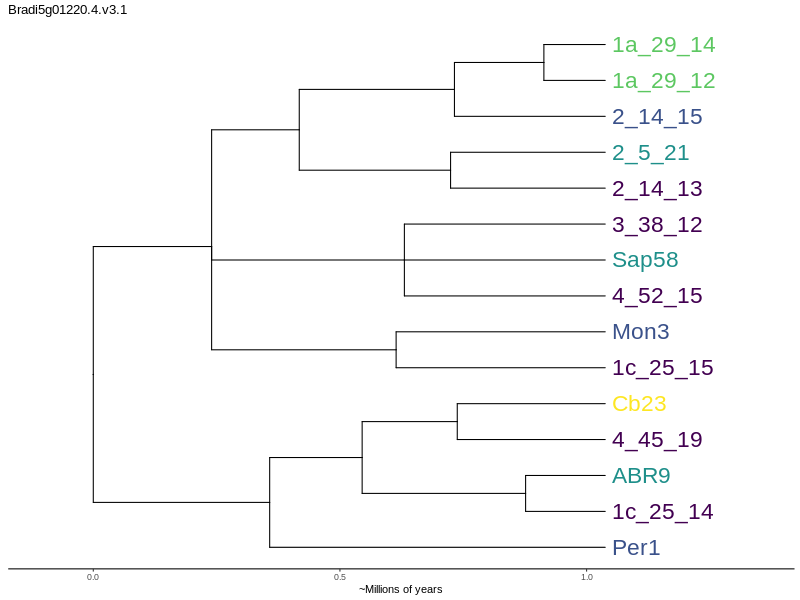 Bradi5g01220.4.v3.1
1a_29_14
1a_29_12
2_14_15
2_5_21
2_14_13
3_38_12
Sap58
4_52_15
Mon3
1c_25_15
Cb23
4_45_19
ABR9
1c_25_14
Per1
0.0 0.5 1.0
~Millions of years